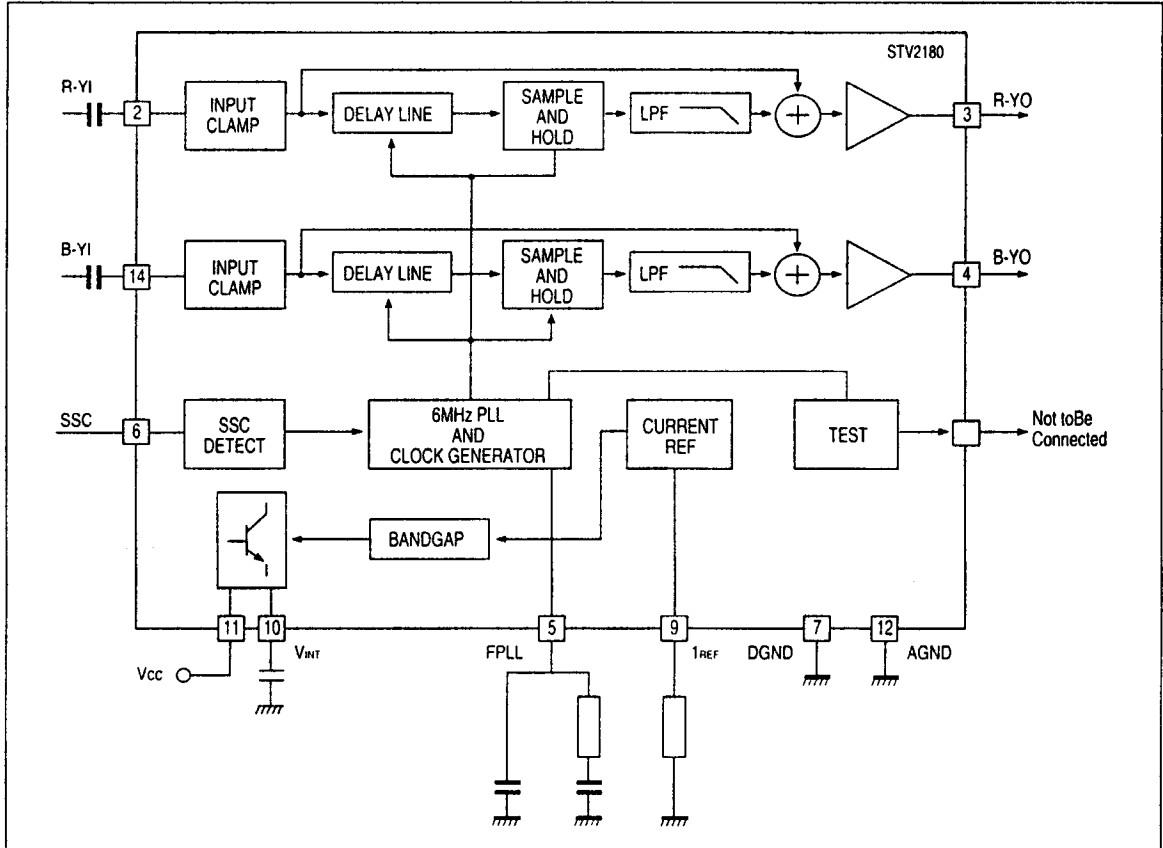 STV2180
R-YI
2
INPUT
CLAMP
DELAY LINE
SAMPLE
AND
HOLD
LPF
+
3
R-YO
B-YI
14
INPUT
CLAMP
DELAY LINE
SAMPLE
AND
HOLD
LPF
+
4
B-YO
SSC
6
SSC
DETECT
6MHz PLL
AND
CLOCK GENERATOR
CURRENT
REF
TEST
Not toBe
Connected
BANDGAP
11
10
5
9
7
12
VCC
VINT
FPLL
1REF
DGND
AGND